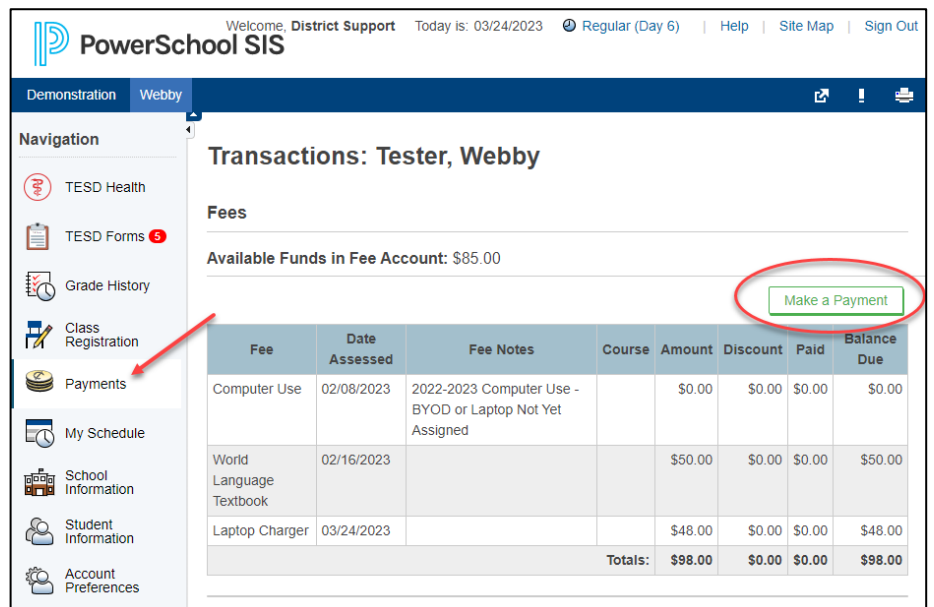 Welcome, District Support Today is: 03/24/2023 Regular (Day 6) | Help | Site Map | Sign Out
PowerSchool SIS
Demonstration Webby
Navigation
TESD Health
TESD Forms 5
Grade History
Class
Registration
Payments
My Schedule
School
Information
Student
Information
Account
Preferences
Transactions: Tester, Webby
Fees
Available Funds in Fee Account: $85.00
Make a Payment
Fee Date Assessed Fee Notes Course Amount Discount Paid Balance Due
Computer Use 02/08/2023 2022-2023 Computer Use - $0.00 $0.00 $0.00 $0.00
BYOD or Laptop Not Yet
Assigned
World 02/16/2023 $50.00 $0.00 $0.00 $50.00
Language
Textbook
Laptop Charger 03/24/2023 $48.00 $0.00 $0.00 $48.00
Totals: $98.00 $0.00 $0.00 $98.00